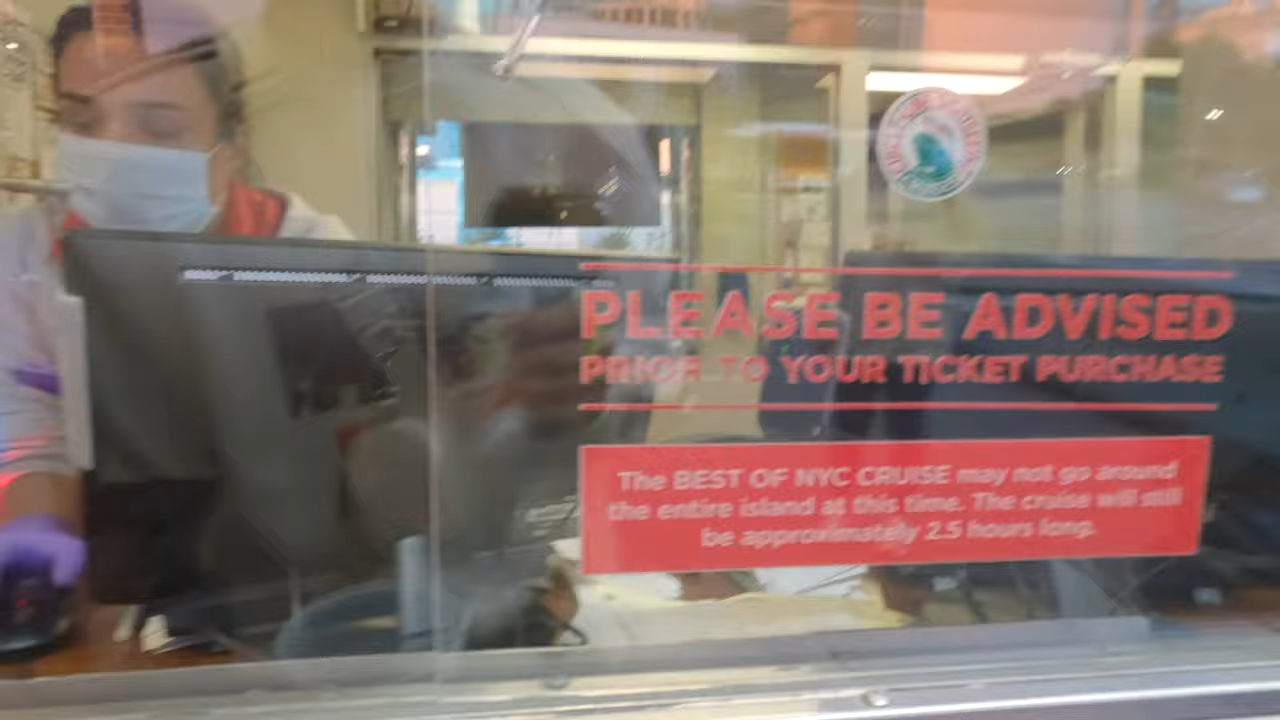 PLEASE BE ADVISED
PRIOR TO YOUR TICKET PURCHASE
The BEST OF NYC CRUISE may not go around
the entire island at this time. The cruise will still
be approximately 2.5 hours long.